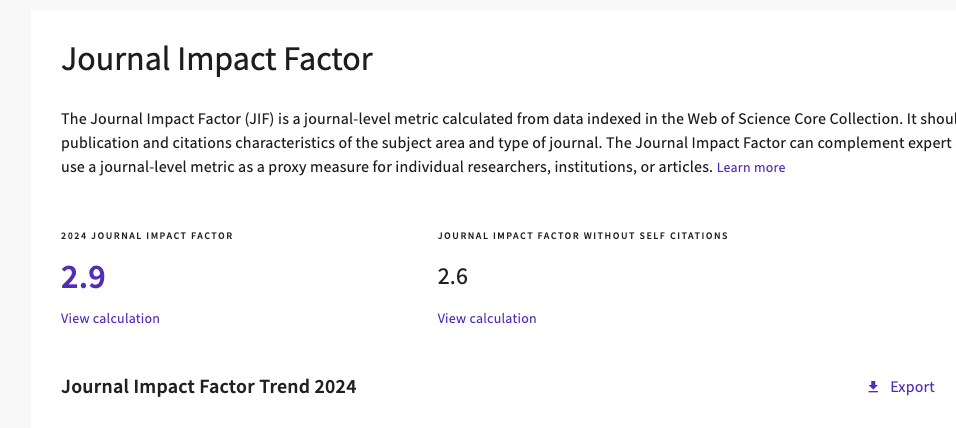 Journal Impact Factor
The Journal Impact Factor (JIF) is a journal-level metric calculated from data indexed in the Web of Science Core Collection. It
publication and citations characteristics of the subject area and type of journal. The Journal Impact Factor can complement expert
use a journal-level metric as a proxy measure for individual researchers, institutions, or articles. Learn more
2024 JOURNAL IMPACT FACTOR
JOURNAL IMPACT FACTOR WITHOUT SELF CITATIONS
2.9
2.6
View calculation
View calculation
Journal Impact Factor Trend 2024
Export